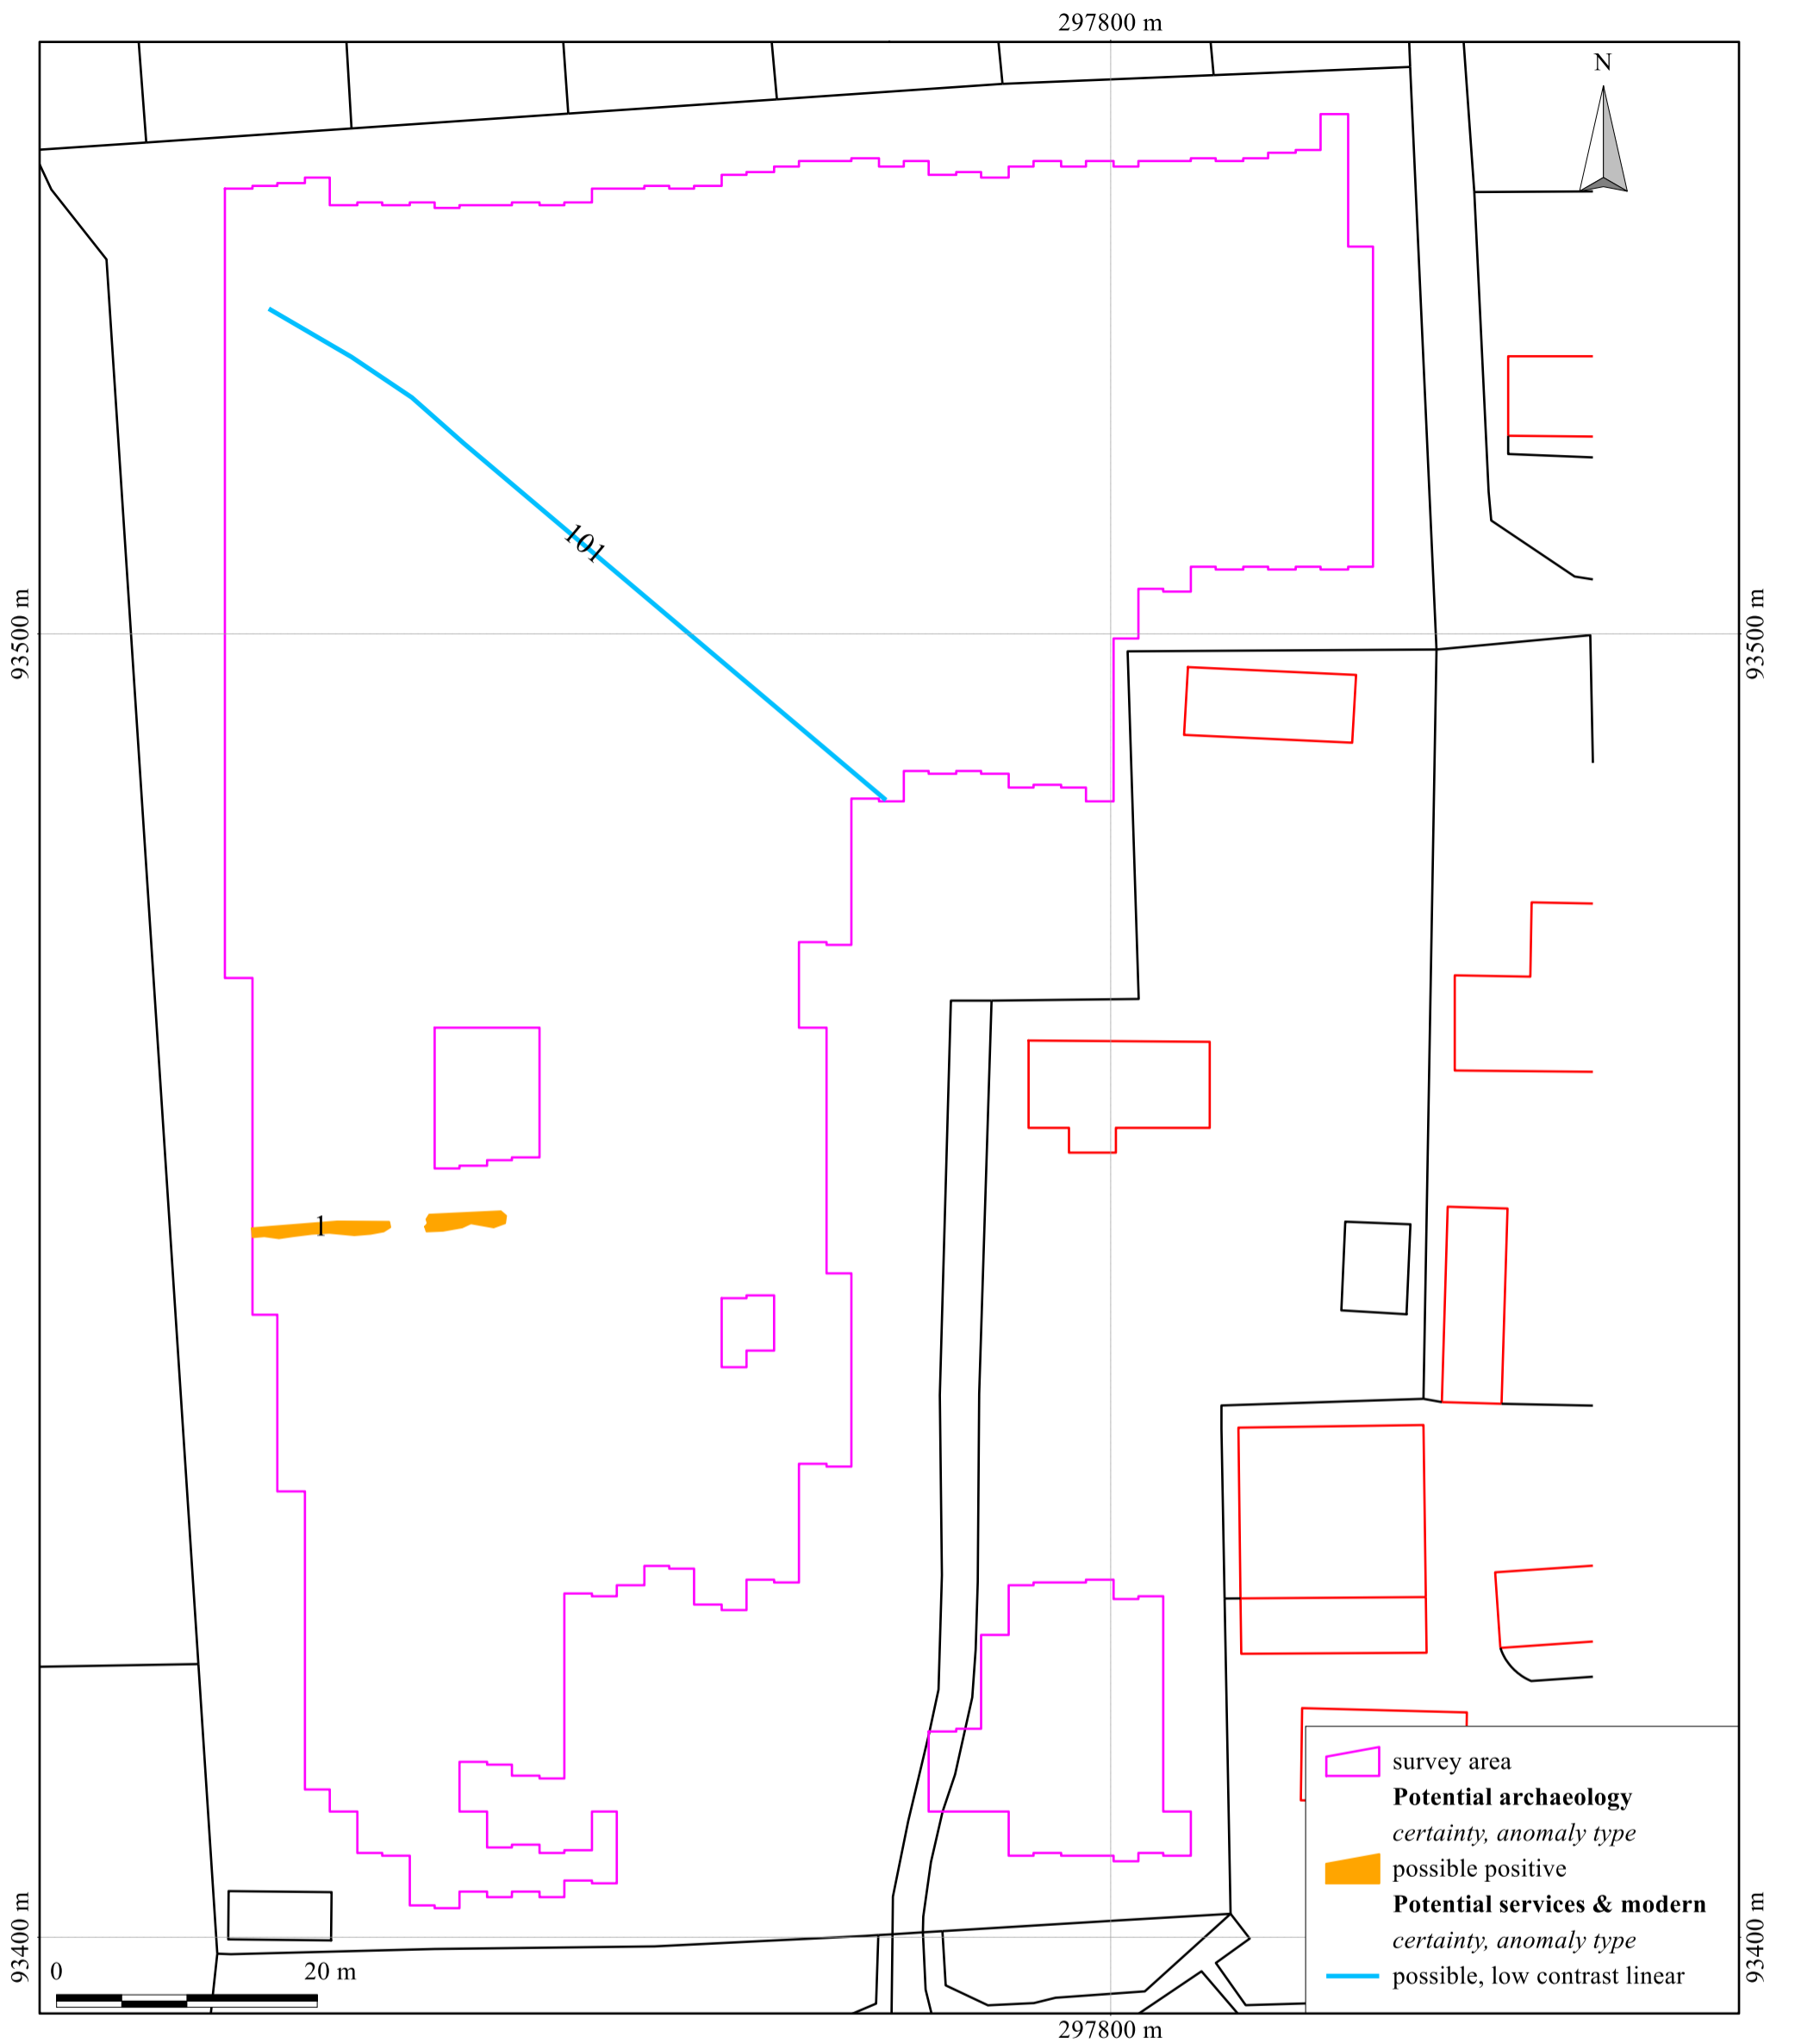 297800 m
N
101
93500 m
93500 m
1
survey area
Potential archaeology
certainty, anomaly type
possible positive
Potential services & modern
certainty, anomaly type
possible, low contrast linear
93400 m
93400 m
0 20 m
297800 m